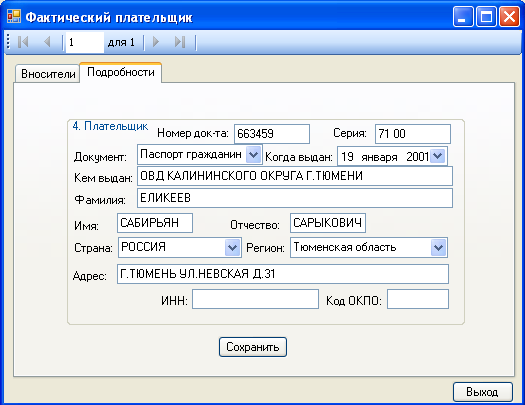 Фактический плательщик
1 для 1
Вносители Подробности
4. Плательщик Номер док-та: 663459 Серия: 71 00
Документ: Паспорт гражданин Когда выдан: 19 января 2001
Кем выдан: ОВД КАЛИНИНСКОГО ОКРУГА Г.ТЮМЕНИ
Фамилия: ЕЛИКЕЕВ
Имя: САБИРЬЯН Отчество: САРЫКОВИЧ
Страна: РОССИЯ Регион: Тюменская область
Адрес: Г.ТЮМЕНЬ УЛ.НЕВСКАЯ Д.31
ИНН: Код ОКПО:
Сохранить
Выход